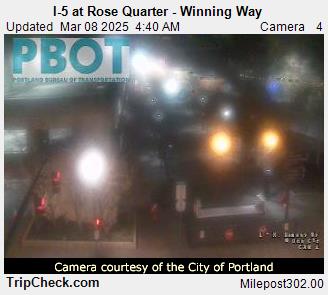 I-5 at Rose Quarter - Winning Way
Updated Mar 08 2025 4:40 AM Camera 4
PBOT
PORTLAND BUREAU OF TRANSPORTATION
Camera courtesy of the City of Portland
TripCheck.com Milepost302.00